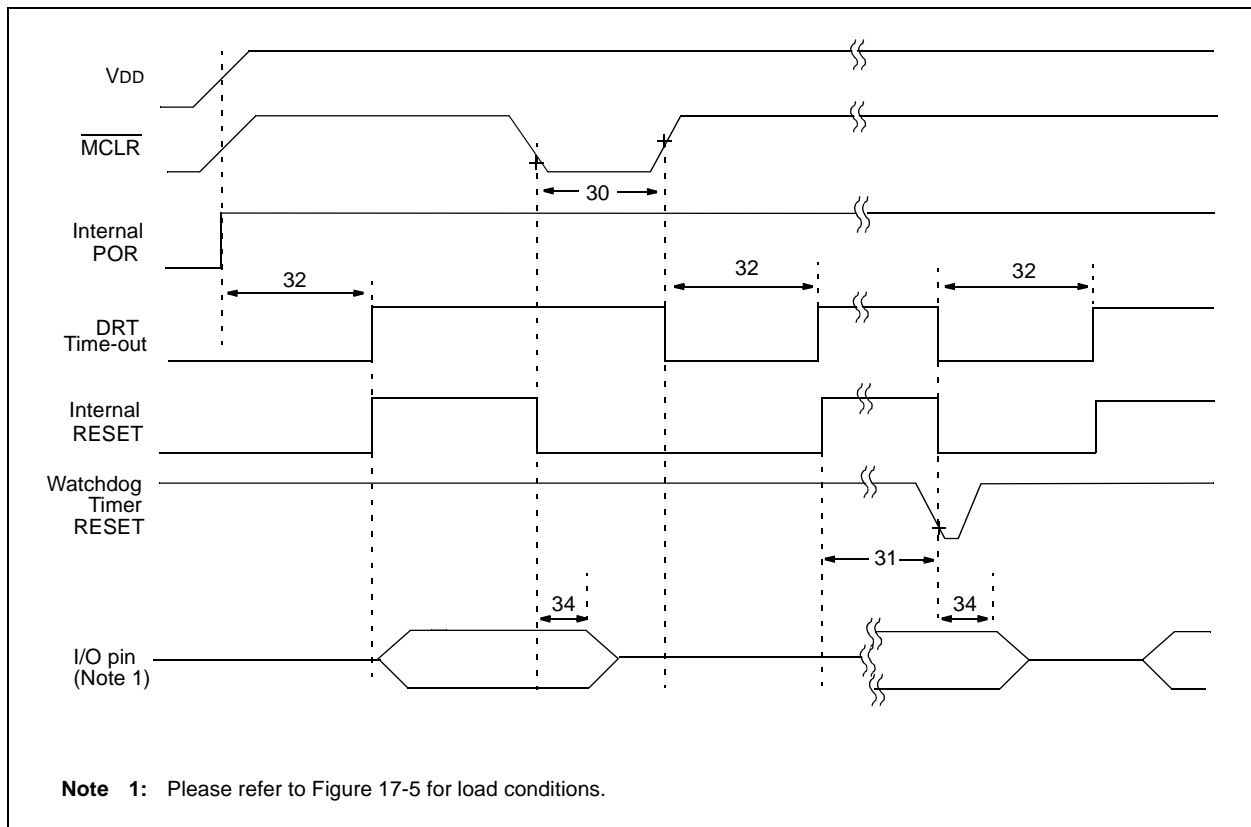 VDD
MCLR
30
Internal
POR
32
32
32
DRT
Time-out
Internal
RESET
Watchdog
Timer
RESET
31
34
34
I/O pin
(Note 1)
Note 1: Please refer to Figure 17-5 for load conditions.